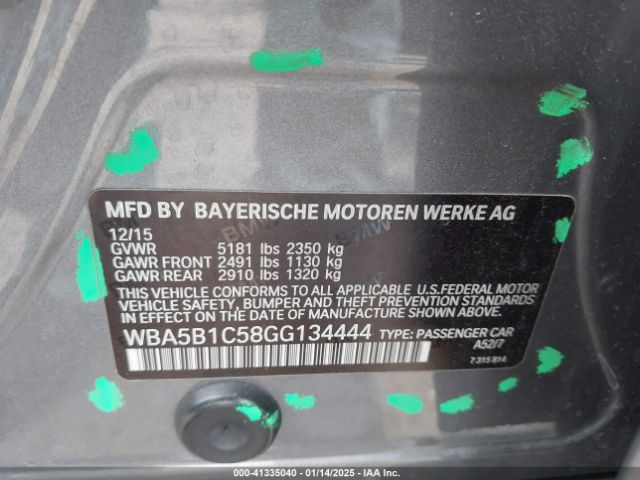 MFD BY BAYERISCHE MOTOREN WERKE AG
12/15
GVWR 5181 lbs 2350 kg
GAWR FRONT 2491 lbs 1130 kg
GAWR REAR 2910 lbs 1320 kg
THIS VEHICLE CONFORMS TO ALL APPLICABLE U.S.FEDERAL MOTOR
VEHICLE SAFETY, BUMPER AND THEFT PREVENTION STANDARDS
IN EFFECT ON DATE OF MANUFACTURE SHOWN ABOVE.
WBA5B1C58GG134444 TYPE: PASSENGER CAR
A52/7
7 315 814
000-41335040 - 01/14/2025 - IAA Inc.